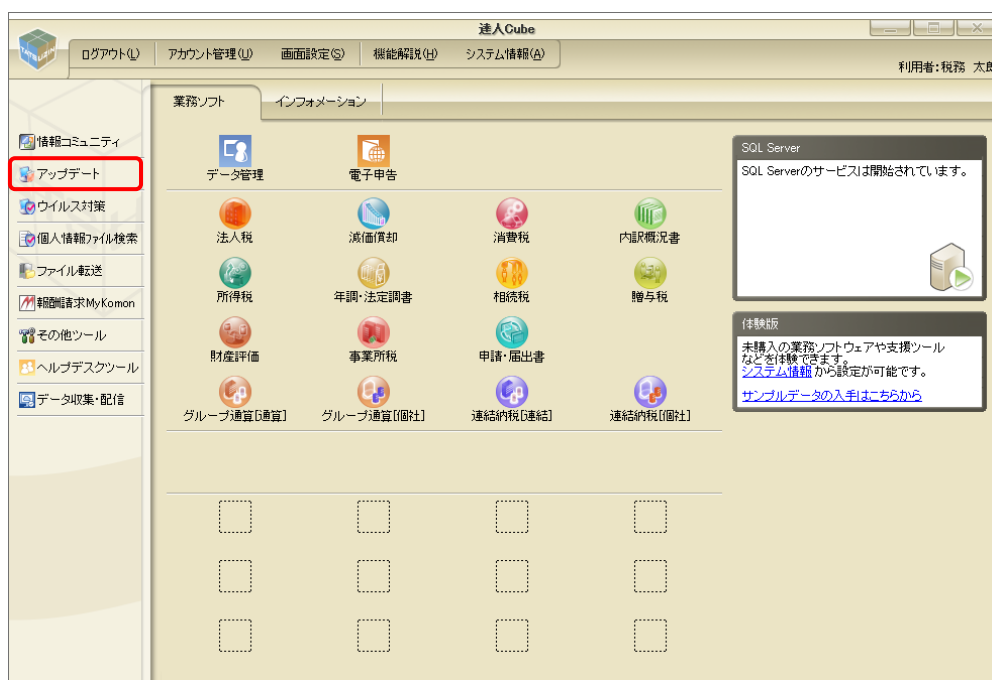 達人Cube
ログアウト(L) アカウント管理(U) 画面設定(S) 機能解説(H) システム情報(A)
利用者:税務 太郎
業務ソフト インフォメーション
情報コミュニティ
アップデート
ウイルス対策
個人情報ファイル検索
ファイル転送
報酬請求MyKomon
その他ツール
ヘルプデスクツール
データ収集・配信
データ管理 電子申告
法人税 減価償却 消費税 内訳概況書
所得税 年調・法定調書 相続税 贈与税
財産評価 事業所税 申請・届出書
グループ通算[通算] グループ通算[個社] 連結納税[連結] 連結納税[個社]
SQL Server
SQL Serverのサービスは開始されています。
体験版
未購入の業務ソフトウェアや支援ツール
などを体験できます。
システム情報から設定が可能です。
サンプルデータの入手はこちらから